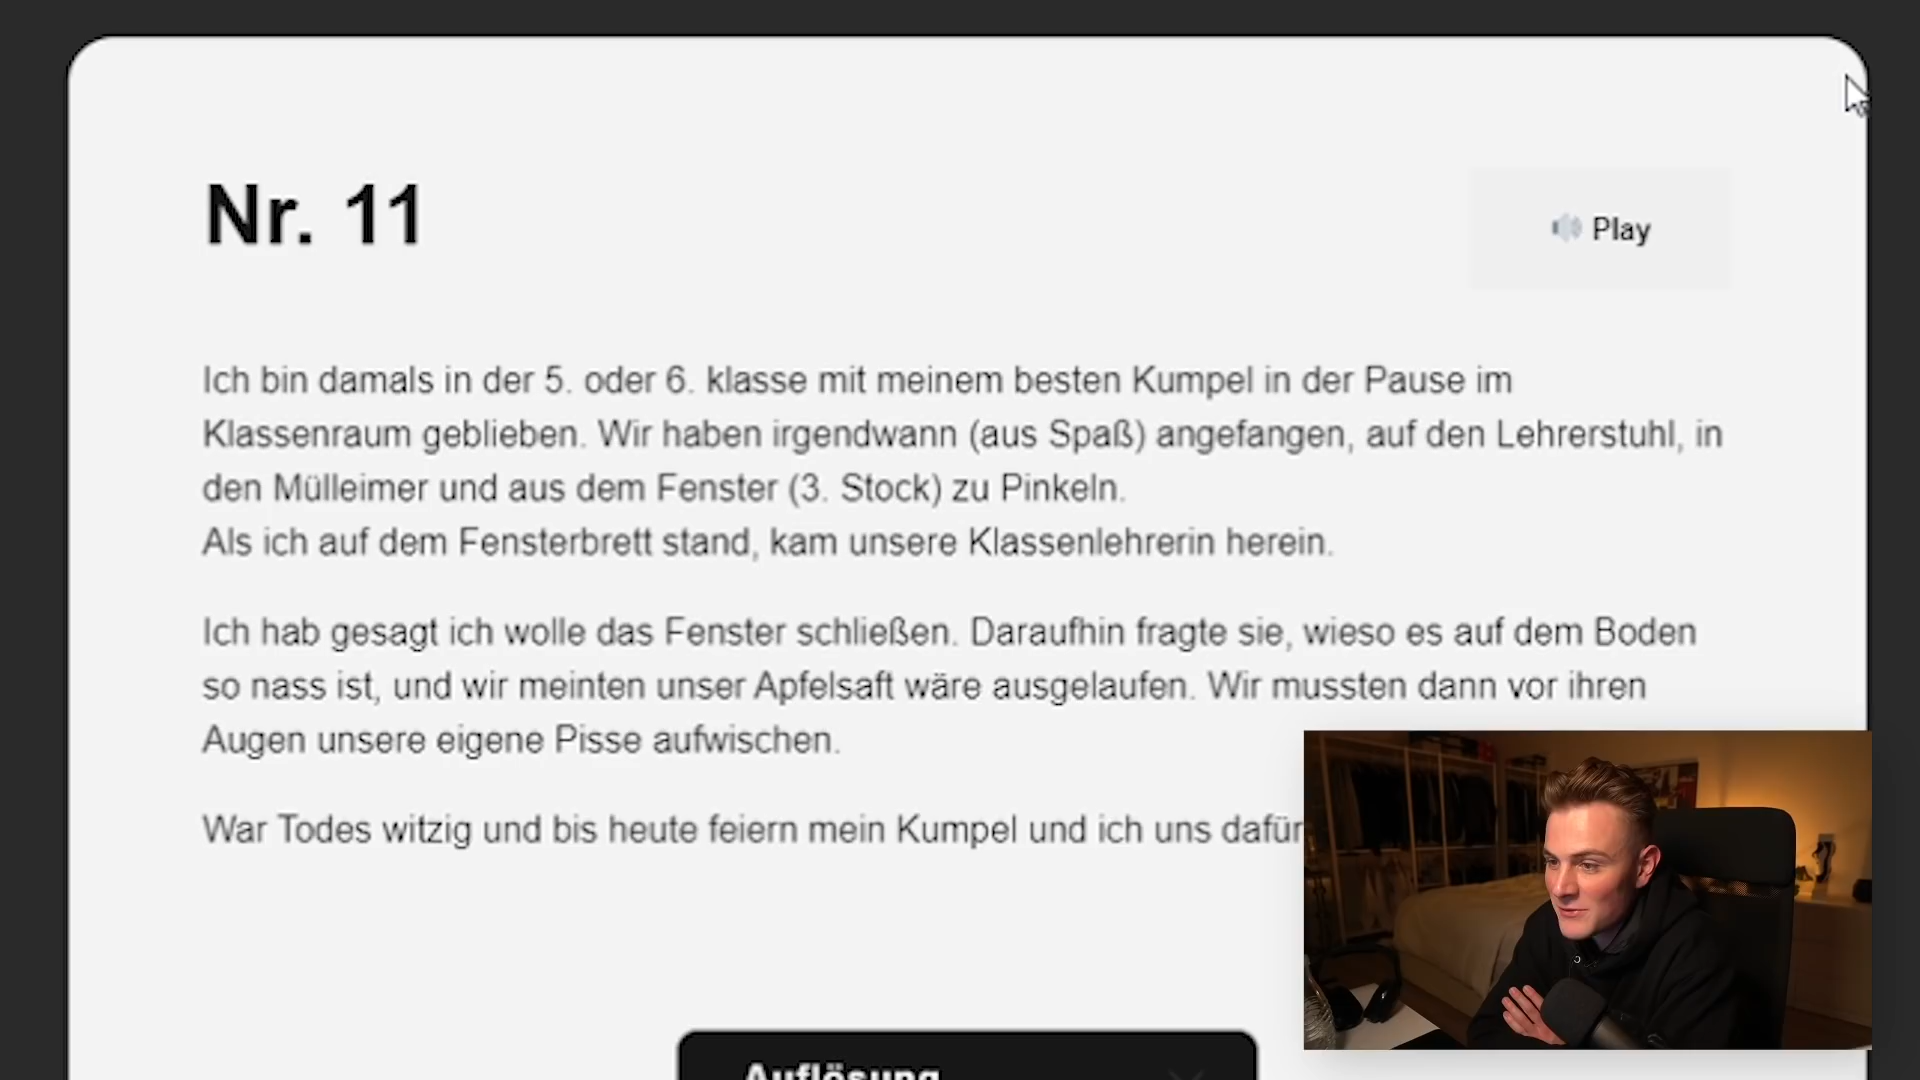 Nr. 11
Play
Ich bin damals in der 5. oder 6. klasse mit meinem besten Kumpel in der Pause im
Klassenraum geblieben. Wir haben irgendwann (aus Spaß) angefangen, auf den Lehrerstuhl, in
den Mülleimer und aus dem Fenster (3. Stock) zu Pinkeln.
Als ich auf dem Fensterbrett stand, kam unsere Klassenlehrerin herein.
Ich hab gesagt ich wolle das Fenster schließen. Daraufhin fragte sie, wieso es auf dem Boden
so nass ist, und wir meinten unser Apfelsaft wäre ausgelaufen. Wir mussten dann vor ihren
Augen unsere eigene Pisse aufwischen.
War Todes witzig und bis heute feiern mein Kumpel und ich uns dafür
Auflösung